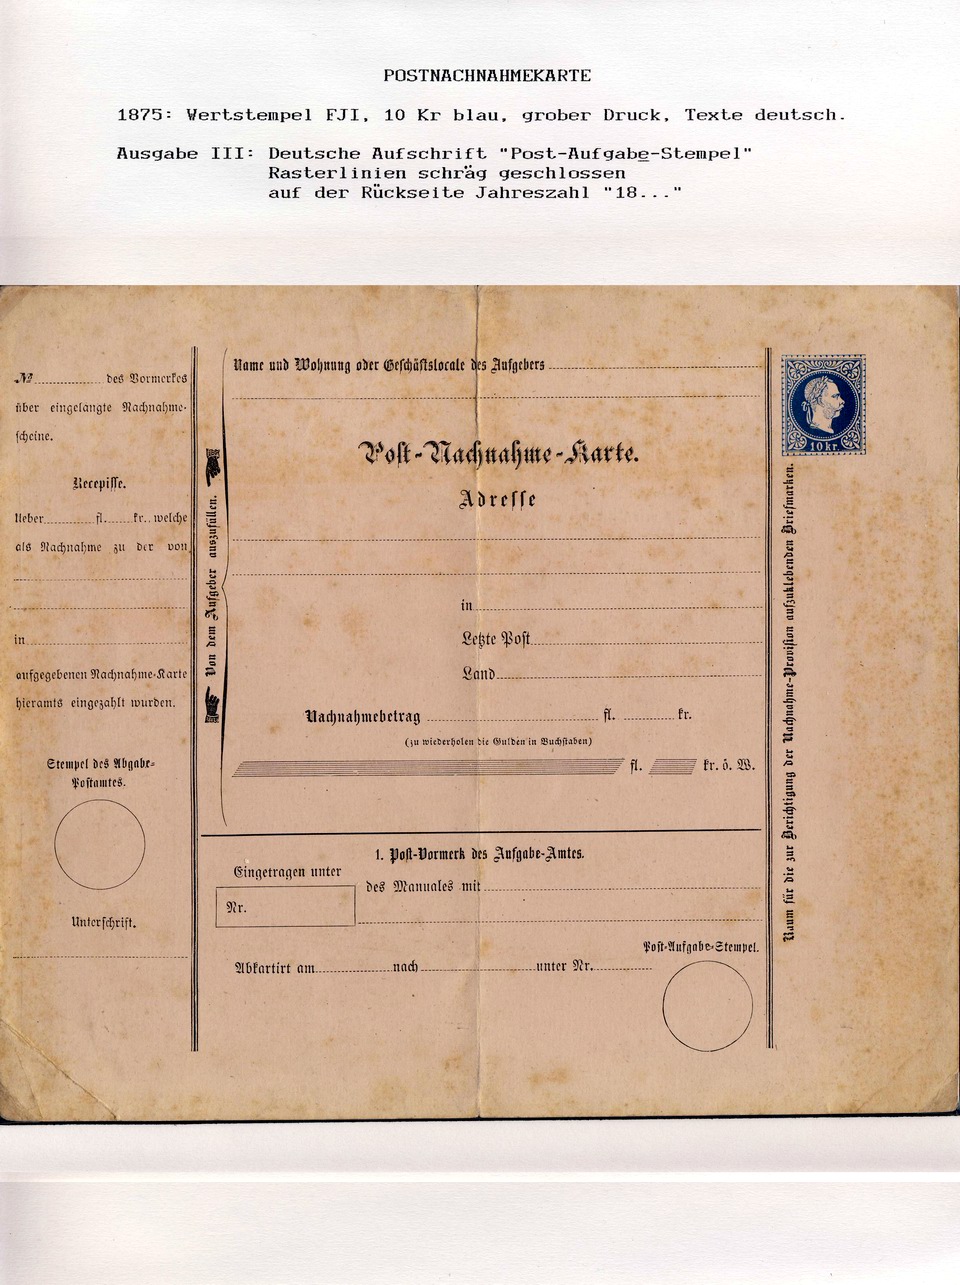 POSTNACHNAHMEKARTE
1875: Wertstempel FJI, 10 Kr blau, grober Druck, Texte deutsch.
Ausgabe III: Deutsche Aufschrift "Post-Aufgabe-Stempel"
Rasterlinien schräg geschlossen
auf der Rückseite Jahreszahl "18..."
№ des Vormerkes
über eingelangte Nachnahme-
scheine.
Recepisse.
Ueber fl. kr. welche
als Nachnahme zu der von
in
aufgegebenen Nachnahme-Karte
hieramts eingezahlt wurden.
Stempel des Abgabe-
Postamtes.
Unterschrift.
Von dem Aufgeber auszufüllen.
Name und Wohnung oder Geschäftslocale des Aufgebers
Post-Nachnahme-Karte.
Adresse
in
Letzte Post
Land
Nachnahmebetrag fl. kr.
(zu wiederholen die Gulden in Buchstaben)
fl. kr. ö. W.
1. Post-Vormerk des Aufgabe-Amtes.
Eingetragen unter
Nr.
des Manuales mit
Post-Aufgabe-Stempel.
Abkartirt am nach unter Nr.
10 kr.
Raum für die zur Berichtigung der Nachnahme-Provision aufzuklebenden Briefmarken.